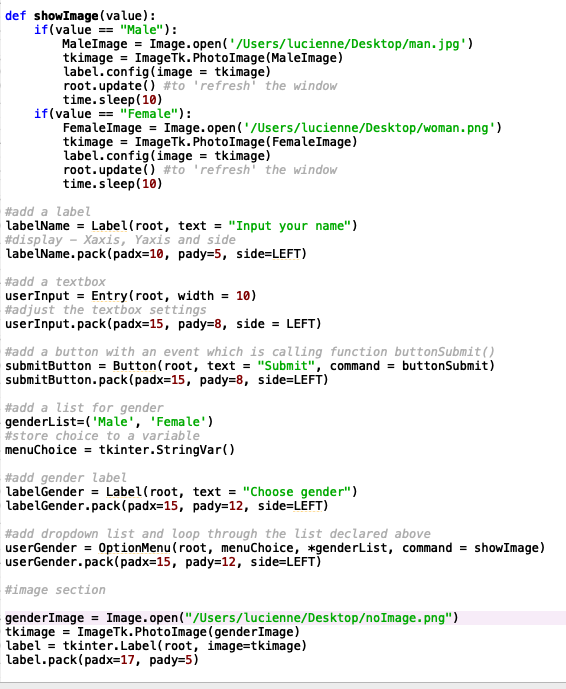 def showImage(value):
    if(value == "Male"):
        MaleImage = Image.open('/Users/lucienne/Desktop/man.jpg')
        tkimage = ImageTk.PhotoImage(MaleImage)
        label.config(image = tkimage)
        root.update() #to 'refresh' the window
        time.sleep(10)
    if(value == "Female"):
        FemaleImage = Image.open('/Users/lucienne/Desktop/woman.png')
        tkimage = ImageTk.PhotoImage(FemaleImage)
        label.config(image = tkimage)
        root.update() #to 'refresh' the window
        time.sleep(10)

#add a label
labelName = Label(root, text = "Input your name")
#display - Xaxis, Yaxis and side
labelName.pack(padx=10, pady=5, side=LEFT)

#add a textbox
userInput = Entry(root, width = 10)
#adjust the textbox settings
userInput.pack(padx=15, pady=8, side = LEFT)

#add a button with an event which is calling function buttonSubmit()
submitButton = Button(root, text = "Submit", command = buttonSubmit)
submitButton.pack(padx=15, pady=8, side=LEFT)

#add a list for gender
genderList=('Male', 'Female')
#store choice to a variable
menuChoice = tkinter.StringVar()

#add gender label
labelGender = Label(root, text = "Choose gender")
labelGender.pack(padx=15, pady=12, side=LEFT)

#add dropdown list and loop through the list declared above
userGender = OptionMenu(root, menuChoice, *genderList, command = showImage)
userGender.pack(padx=15, pady=12, side=LEFT)

#image section

genderImage = Image.open("/Users/lucienne/Desktop/noImage.png")
tkimage = ImageTk.PhotoImage(genderImage)
label = tkinter.Label(root, image=tkimage)
label.pack(padx=17, pady=5)